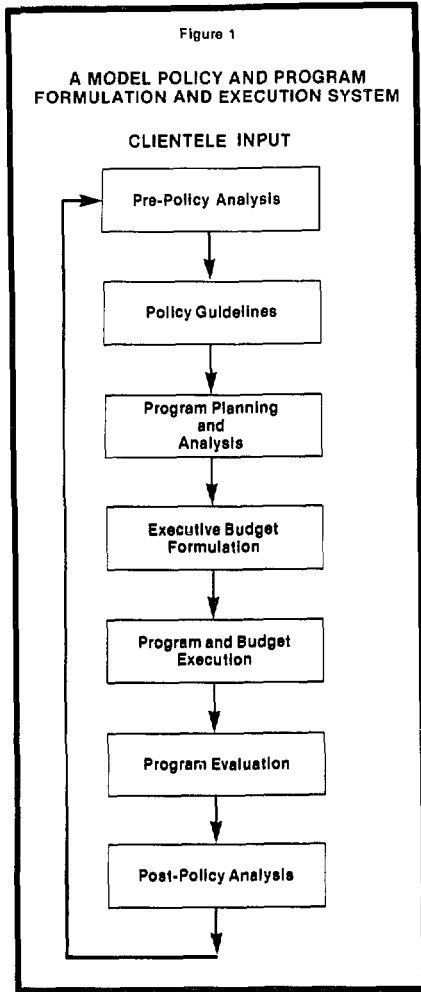 Figure 1
A MODEL POLICY AND PROGRAM
FORMULATION AND EXECUTION SYSTEM
CLIENTELE INPUT
Pre-Policy Analysis
Policy Guidelines
Program Planning
and
Analysis
Executive Budget
Formulation
Program and Budget
Execution
Program Evaluation
Post-Policy Analysis